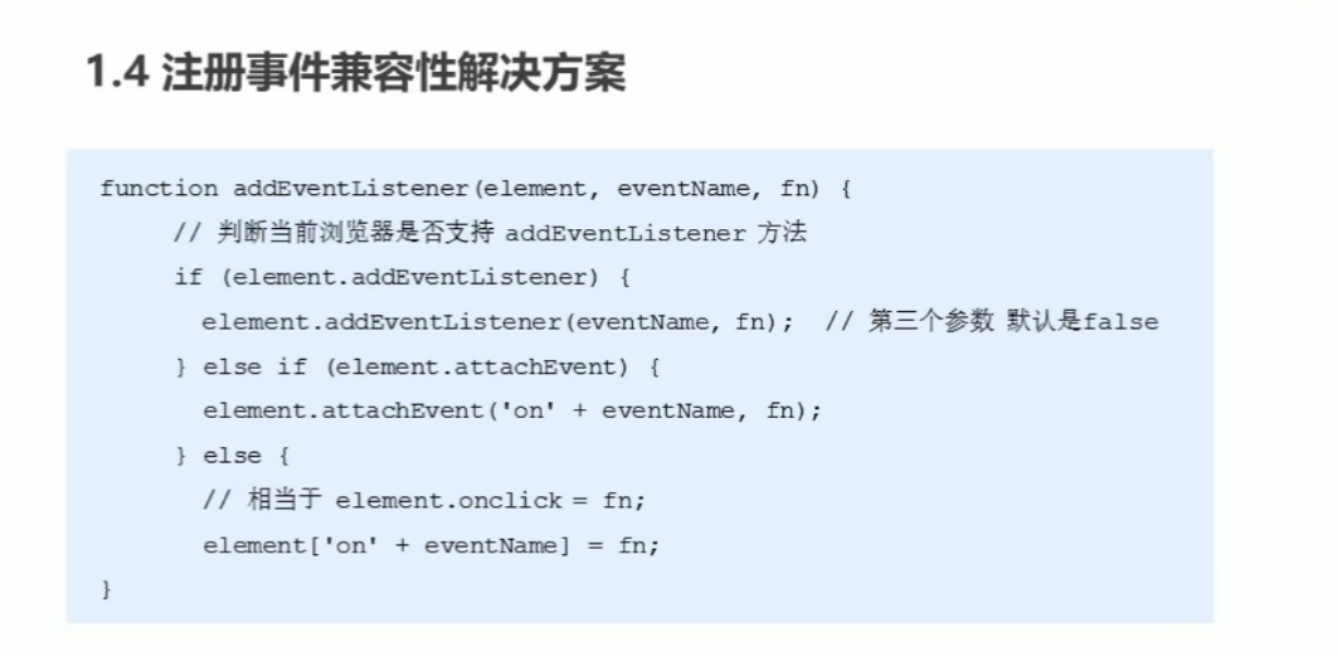 1.4 注册事件兼容性解决方案
function addEventListener(element, eventName, fn) {
// 判断当前浏览器是否支持 addEventListener 方法
if (element.addEventListener) {
element.addEventListener(eventName, fn); // 第三个参数 默认是false
} else if (element.attachEvent) {
element.attachEvent('on' + eventName, fn);
} else {
// 相当于 element.onclick = fn;
element['on' + eventName] = fn;
}